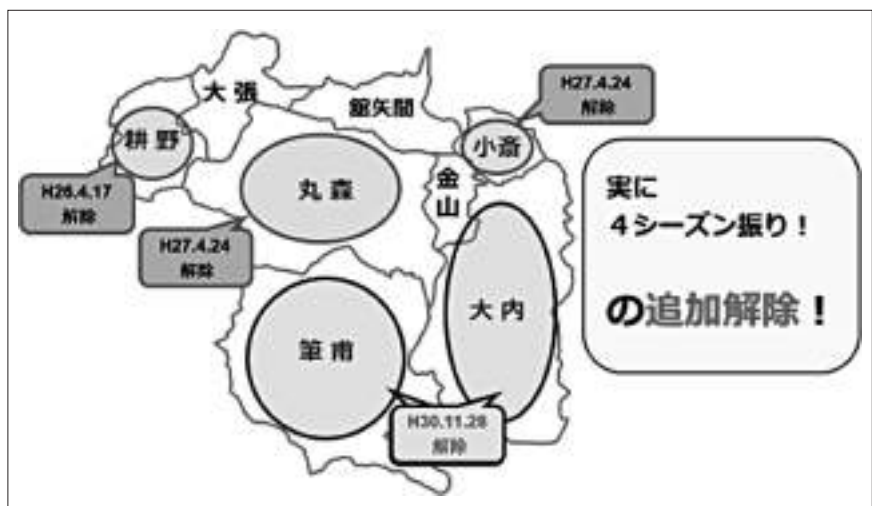 大張
舘矢間
H27.4.24
解除
耕野
小斎
金山
丸森
H26.4.17
解除
H27.4.24
解除
実に
4シーズン振り！
の追加解除！
大内
筆甫
H30.11.28
解除